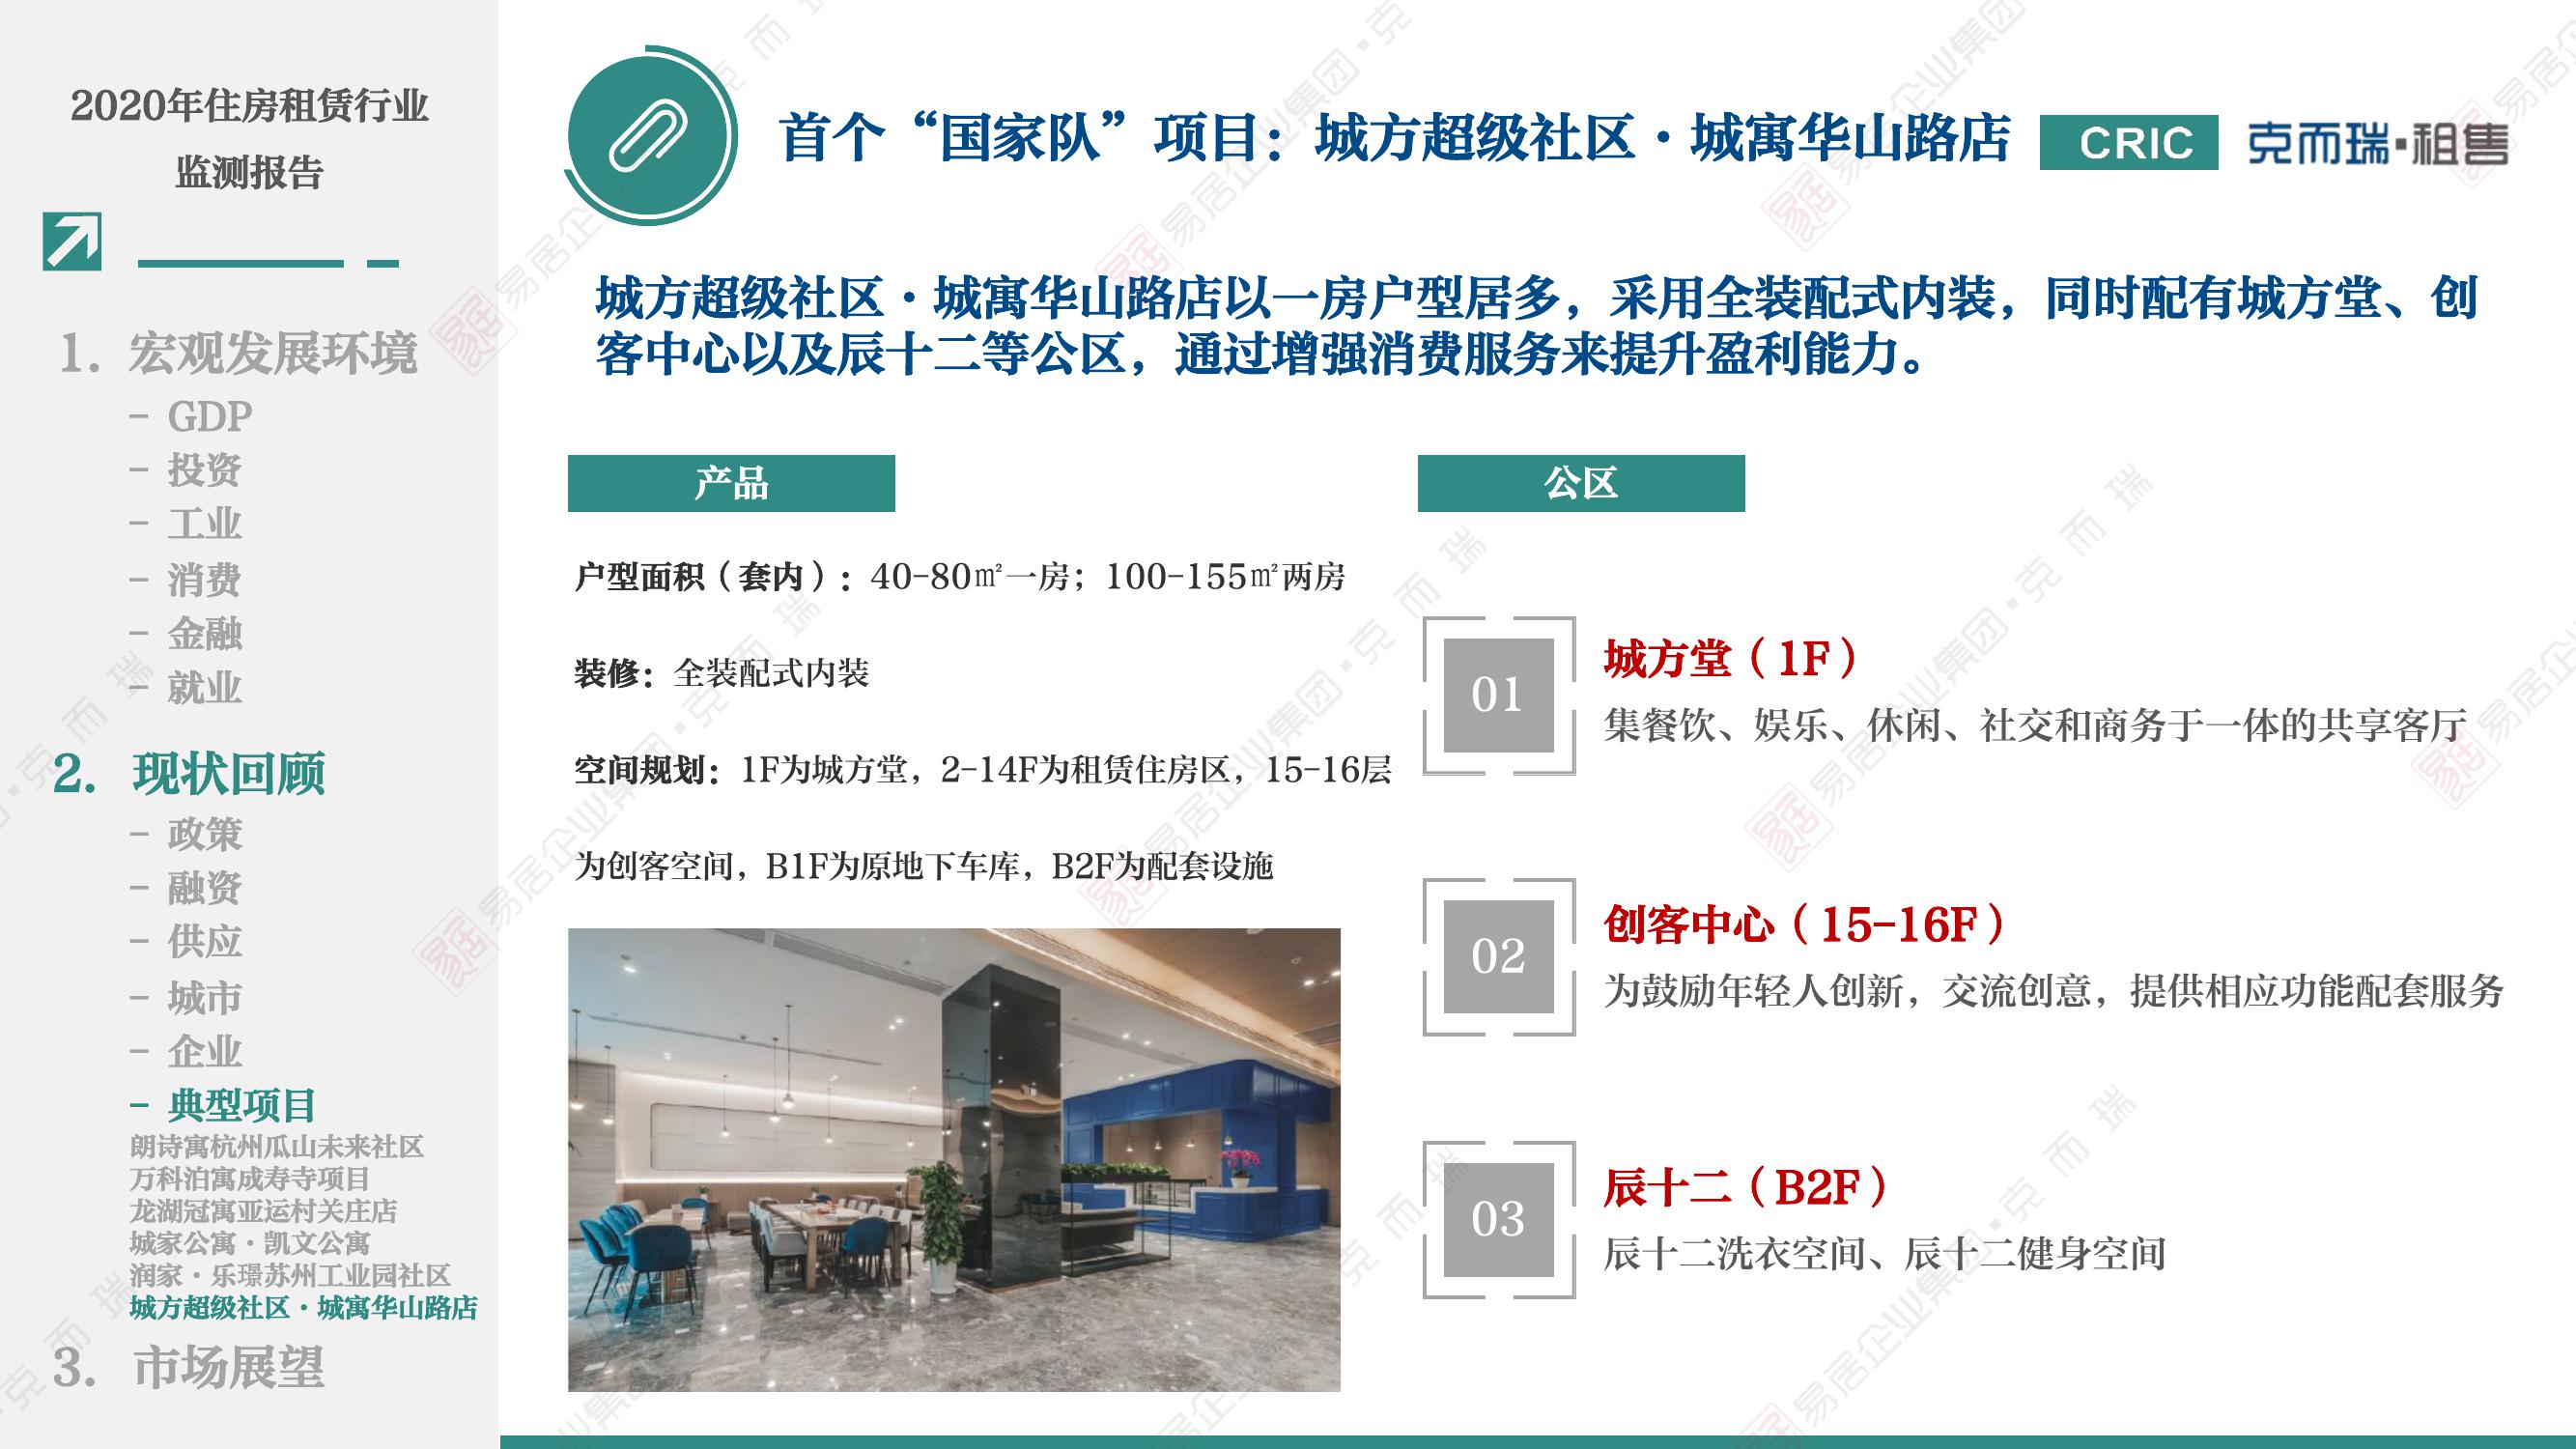 2020年住房租赁行业
监测报告
1. 宏观发展环境
– GDP
– 投资
– 工业
– 消费
– 金融
– 就业
2. 现状回顾
– 政策
– 融资
– 供应
– 城市
– 企业
– 典型项目
朗诗寓杭州瓜山未来社区
万科泊寓成寿寺项目
龙湖冠寓亚运村关庄店
城家公寓·凯文公寓
润家·乐璟苏州工业园社区
城方超级社区·城寓华山路店
3. 市场展望
首个“国家队”项目：城方超级社区·城寓华山路店
CRIC 克而瑞·租售
城方超级社区·城寓华山路店以一房户型居多，采用全装配式内装，同时配有城方堂、创
客中心以及辰十二等公区，通过增强消费服务来提升盈利能力。
产品
户型面积（套内）：40-80㎡一房；100-155㎡两房
装修：全装配式内装
空间规划：1F为城方堂，2-14F为租赁住房区，15-16层
为创客空间，B1F为原地下车库，B2F为配套设施
公区
01
城方堂（1F）
集餐饮、娱乐、休闲、社交和商务于一体的共享客厅
02
创客中心（15-16F）
为鼓励年轻人创新，交流创意，提供相应功能配套服务
03
辰十二（B2F）
辰十二洗衣空间、辰十二健身空间
易居企业集团·克而瑞